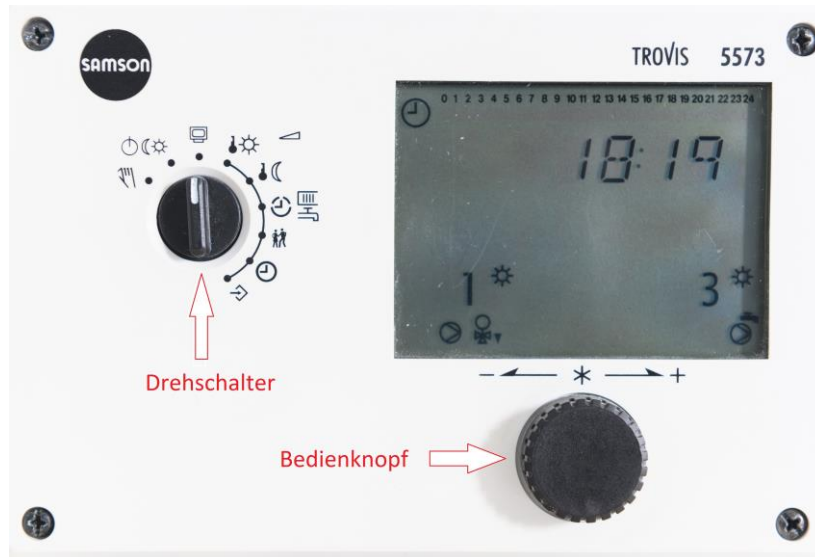 SAMSON
TROVIS 5573
0 1 2 3 4 5 6 7 8 9 10 11 12 13 14 15 16 17 18 19 20 21 22 23 24
18:19
1
3
- * +
Drehschalter
Bedienknopf